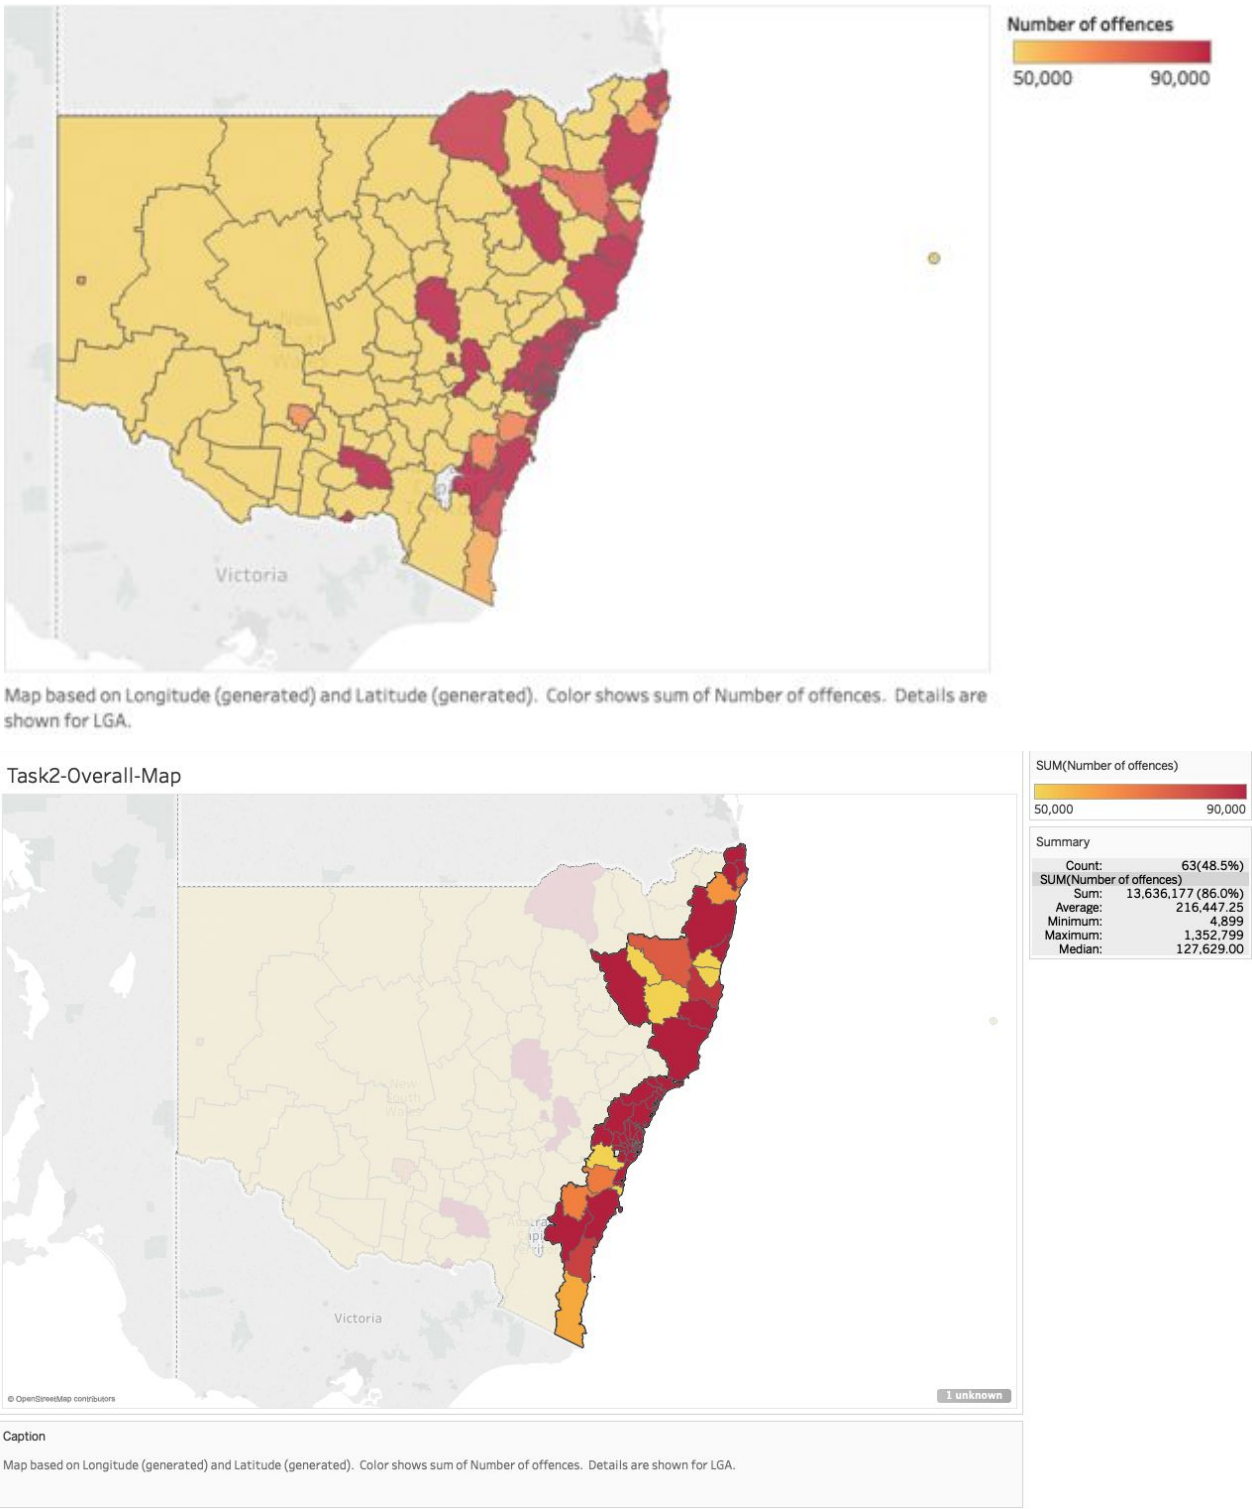 Number of offences
50,000 90,000
New
Wales
Victoria
Map based on Longitude (generated) and Latitude (generated). Color shows sum of Number of offences. Details are
shown for LGA.
Task2-Overall-Map
SUM(Number of offences)
50,000 90,000
Summary
Count: 63(48.5%)
SUM(Number of offences)
Sum: 13,636,177 (86.0%)
Average: 216,447.25
Minimum: 4,899
Maximum: 1,352,799
Median: 127,629.00
New
South
Wales
Victoria
© OpenStreetMap contributors
1 unknown
Caption
Map based on Longitude (generated) and Latitude (generated). Color shows sum of Number of offences. Details are shown for LGA.